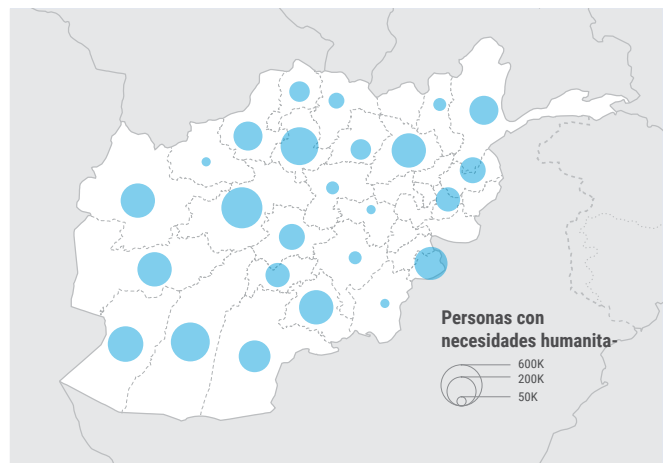 Personas con
necesidades humanita-
600K
200K
50K